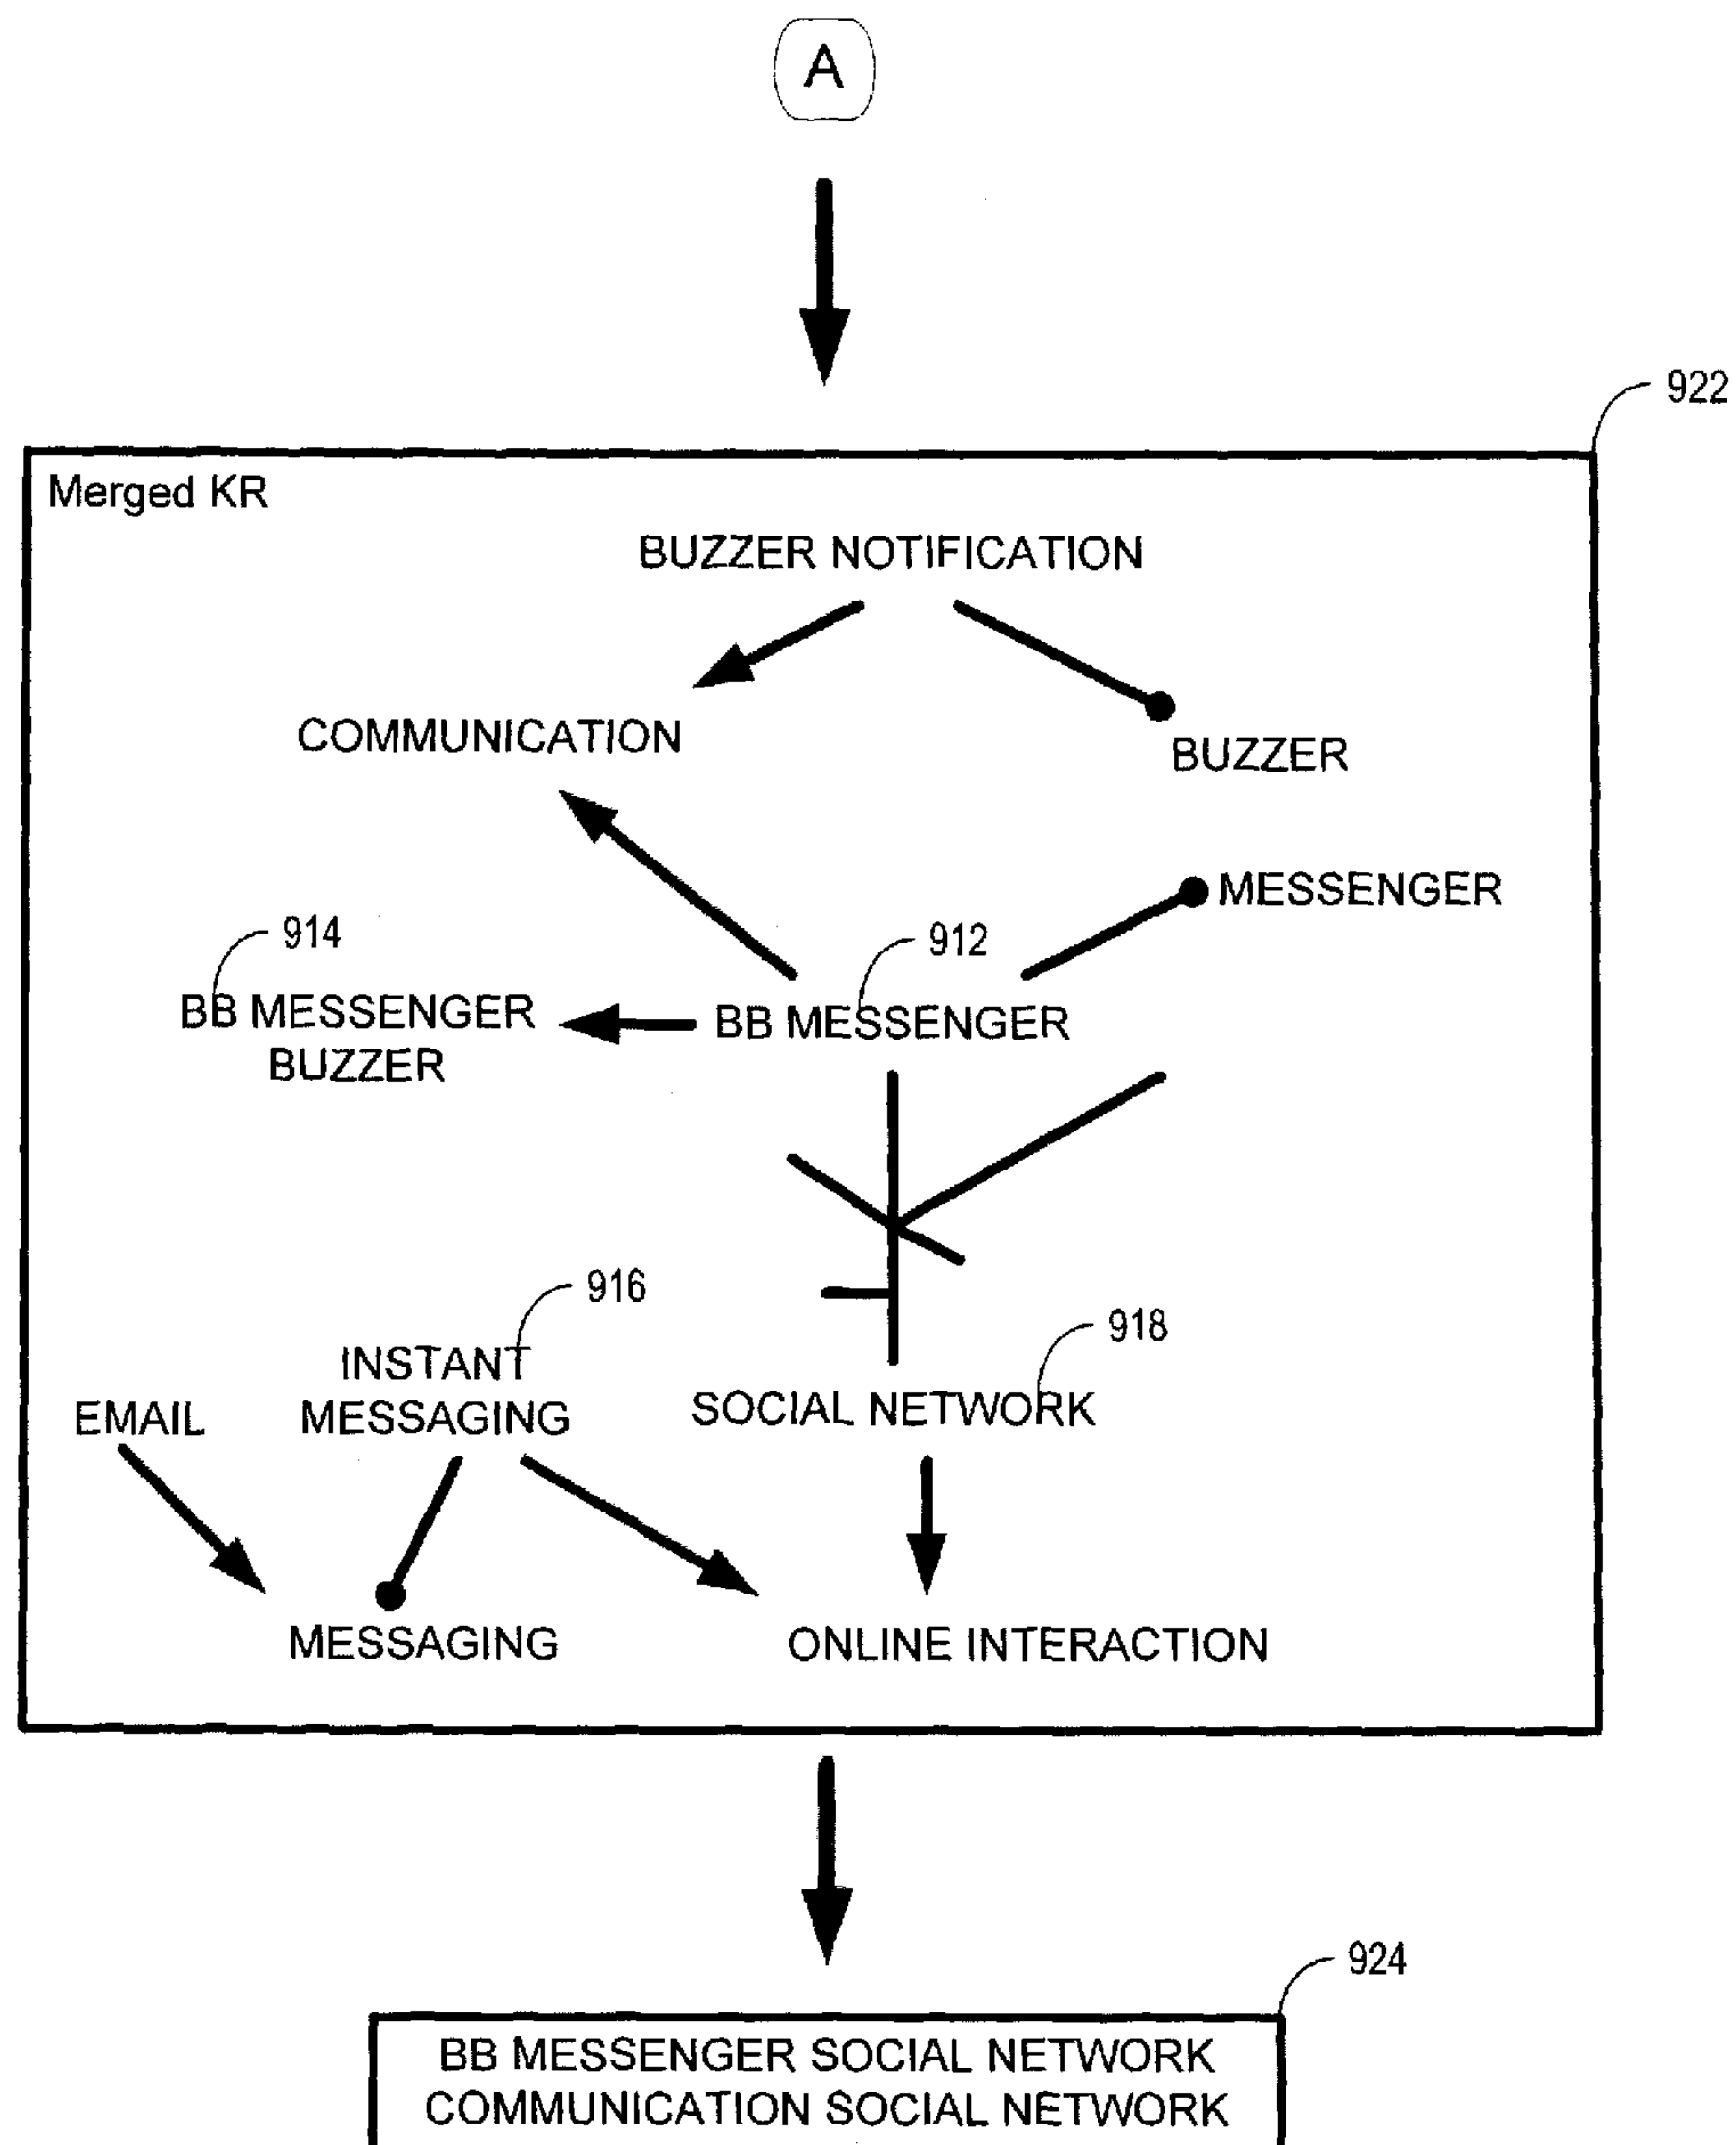 A
922
Merged KR
BUZZER NOTIFICATION
COMMUNICATION
BUZZER
MESSENGER
914
912
BB MESSENGER
BUZZER
BB MESSENGER
916
918
INSTANT
MESSAGING
EMAIL
SOCIAL NETWORK
MESSAGING
ONLINE INTERACTION
924
BB MESSENGER SOCIAL NETWORK
COMMUNICATION SOCIAL NETWORK